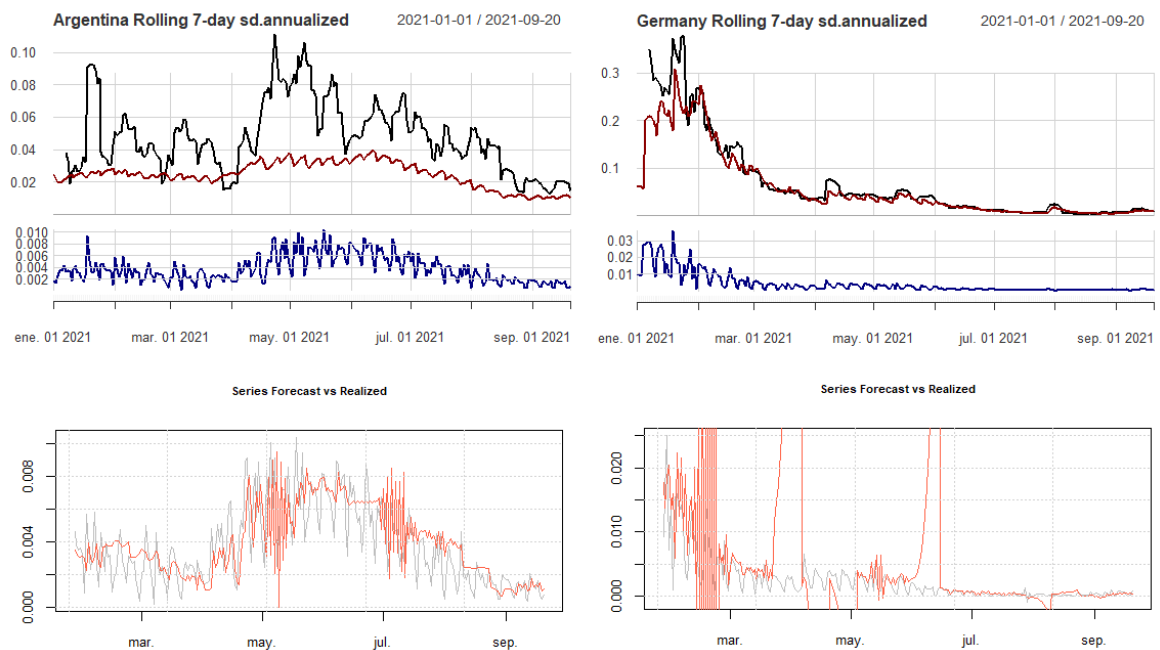 Argentina Rolling 7-day sd.annualized 2021-01-01 / 2021-09-20
0.10
0.08
0.06
0.04
0.02
0.010
0.008
0.006
0.004
0.002
ene. 01 2021 mar. 01 2021 may. 01 2021 jul. 01 2021 sep. 01 2021
Germany Rolling 7-day sd.annualized 2021-01-01 / 2021-09-20
0.3
0.2
0.1
0.03
0.02
0.01
ene. 01 2021 mar. 01 2021 may. 01 2021 jul. 01 2021 sep. 01 2021
Series Forecast vs Realized
0.008
0.004
0.000
mar. may. jul. sep.
Series Forecast vs Realized
0.020
0.010
0.000
mar. may. jul. sep.